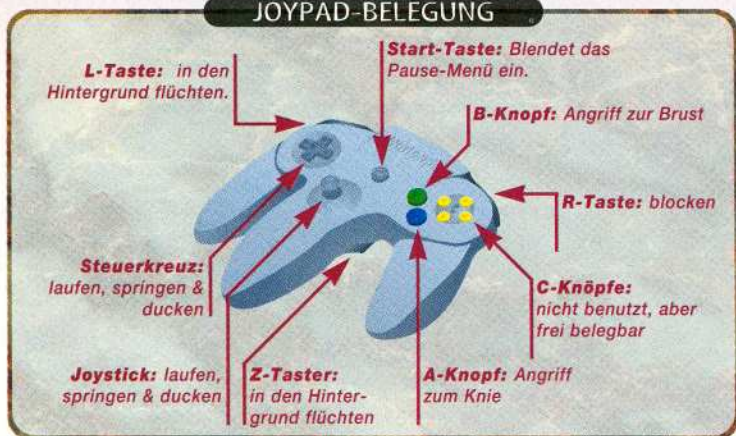 JOYPAD-BELEGUNG
L-Taste: in den
Hintergrund flüchten.
Start-Taste: Blendet das
Pause-Menü ein.
B-Knopf: Angriff zur Brust
R-Taste: blocken
Steuerkreuz:
laufen, springen &
ducken
C-Knöpfe:
nicht benutzt, aber
frei belegbar
Joystick: laufen,
springen & ducken
Z-Taster:
in den Hinter-
grund flüchten
A-Knopf: Angriff
zum Knie